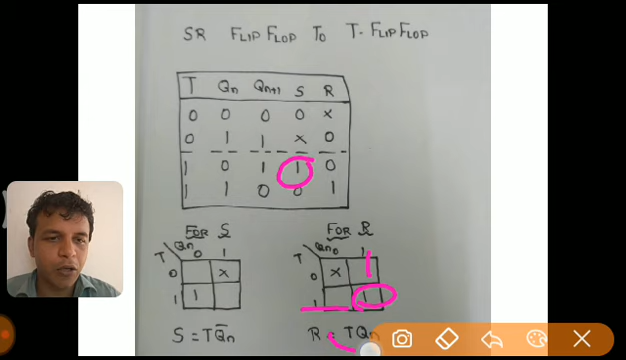 SR FLIP FLOP TO T-FLIPFLOP
T Qn Qn+1 S R
0 0 0 0 x
0 1 1 x 0
1 0 1 1 0
1 1 0 0 1
FOR S
Qn 0 1
T 0 x
1 1
S = TQ̅n
FOR R
Qn 0 1
T 0 x
1 1
R = TQn